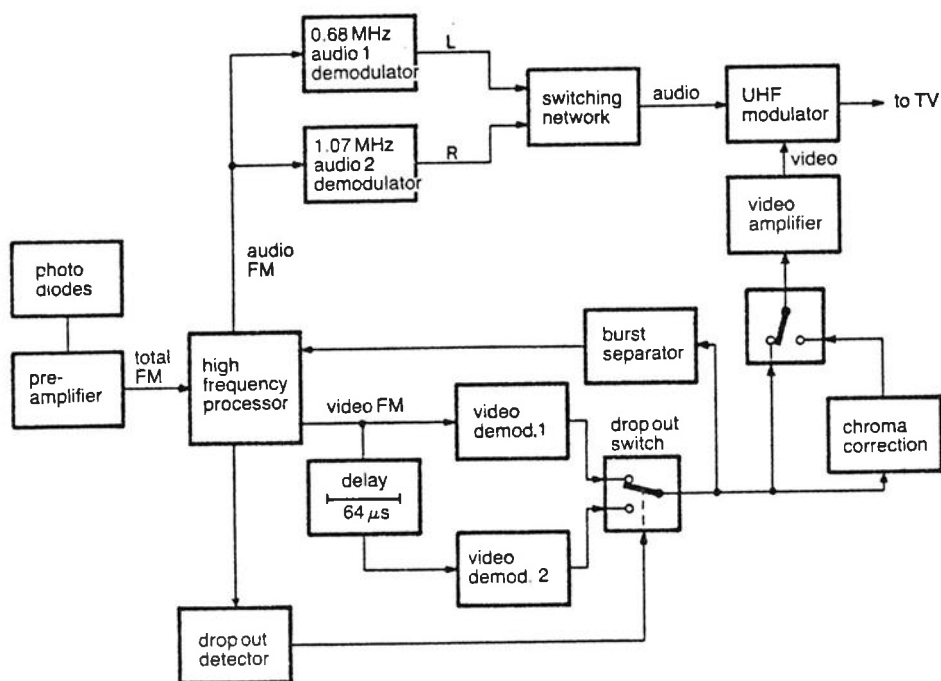 0.68 MHz
audio 1
demodulator
L
1.07 MHz
audio 2
demodulator
R
switching
network
audio
UHF
modulator
to TV
video
video
amplifier
photo
diodes
audio
FM
pre-
amplifier
total
FM
high
frequency
processor
burst
separator
video FM
video
demod. 1
drop out
switch
chroma
correction
delay
64 µs
video
demod. 2
drop out
detector